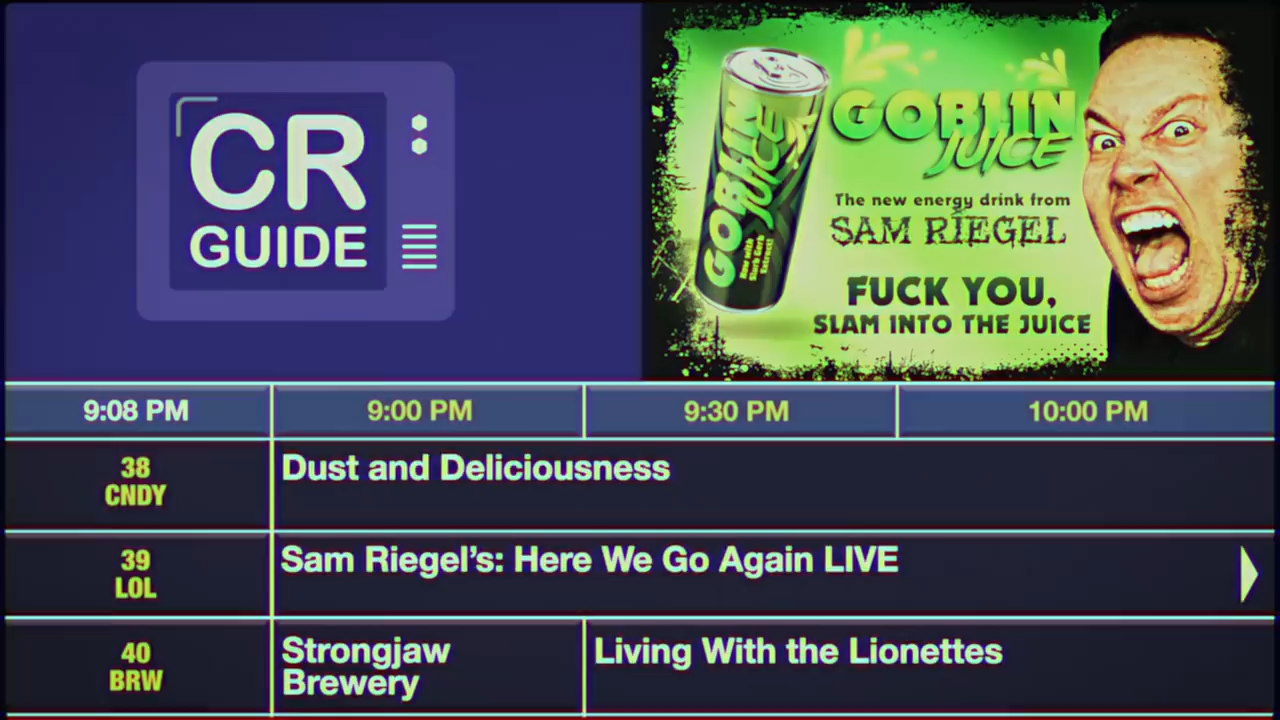 CR
GUIDE
GOBLIN
JUICE
GOBLIN
JUICE
The new energy drink from
SAM RIEGEL
FUCK YOU,
SLAM INTO THE JUICE
9:08 PM
9:00 PM
9:30 PM
10:00 PM
38
CNDY
Dust and Deliciousness
39
LOL
Sam Riegel’s: Here We Go Again LIVE
40
BRW
Strongjaw
Brewery
Living With the Lionettes